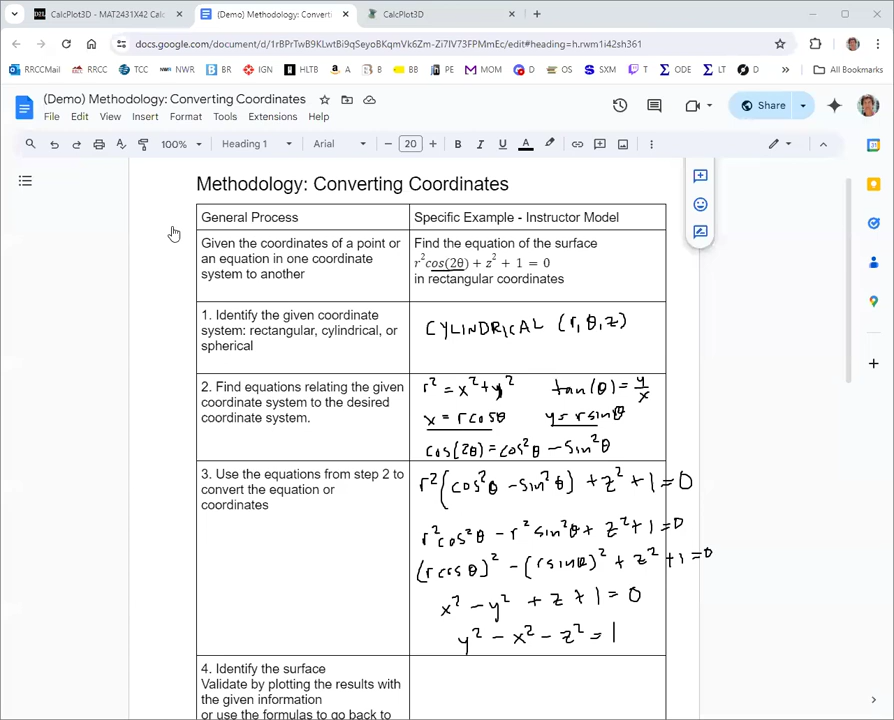 CalcPlot3D - MAT2431X42 Calc
(Demo) Methodology: Converti
CalcPlot3D
docs.google.com/document/d/1rBPrTwB9KLwtBi9qSeyoBKqmVk6Zm-Zi7IV73FPMmEc/edit#heading=h.rwm1i42sh361
RRCCMail
RRCC
TCC
NWR
BR
IGN
HLTB
A
B
BB
PE
MOM
D
OS
SXM
T
ODE
LT
D
All Bookmarks
(Demo) Methodology: Converting Coordinates
File Edit View Insert Format Tools Extensions Help
Share
100%
Heading 1
Arial
20
B I U A
Methodology: Converting Coordinates
General Process
Specific Example - Instructor Model
Given the coordinates of a point or
an equation in one coordinate
system to another
Find the equation of the surface
r²cos(2θ) + z² + 1 = 0
in rectangular coordinates
1. Identify the given coordinate
system: rectangular, cylindrical, or
spherical
CYLINDRICAL (r, θ, z)
2. Find equations relating the given
coordinate system to the desired
coordinate system.
r² = x² + y² tan(θ) = y/x
x = r cosθ y = r sinθ
cos(2θ) = cos²θ - sin²θ
3. Use the equations from step 2 to
convert the equation or
coordinates
r²(cos²θ - sin²θ) + z² + 1 = 0
r²cos²θ - r²sin²θ + z² + 1 = 0
(r cosθ)² - (r sinθ)² + z² + 1 = 0
x² - y² + z + 1 = 0
y² - x² - z² = 1
4. Identify the surface
Validate by plotting the results with
the given information
or use the formulas to go back to